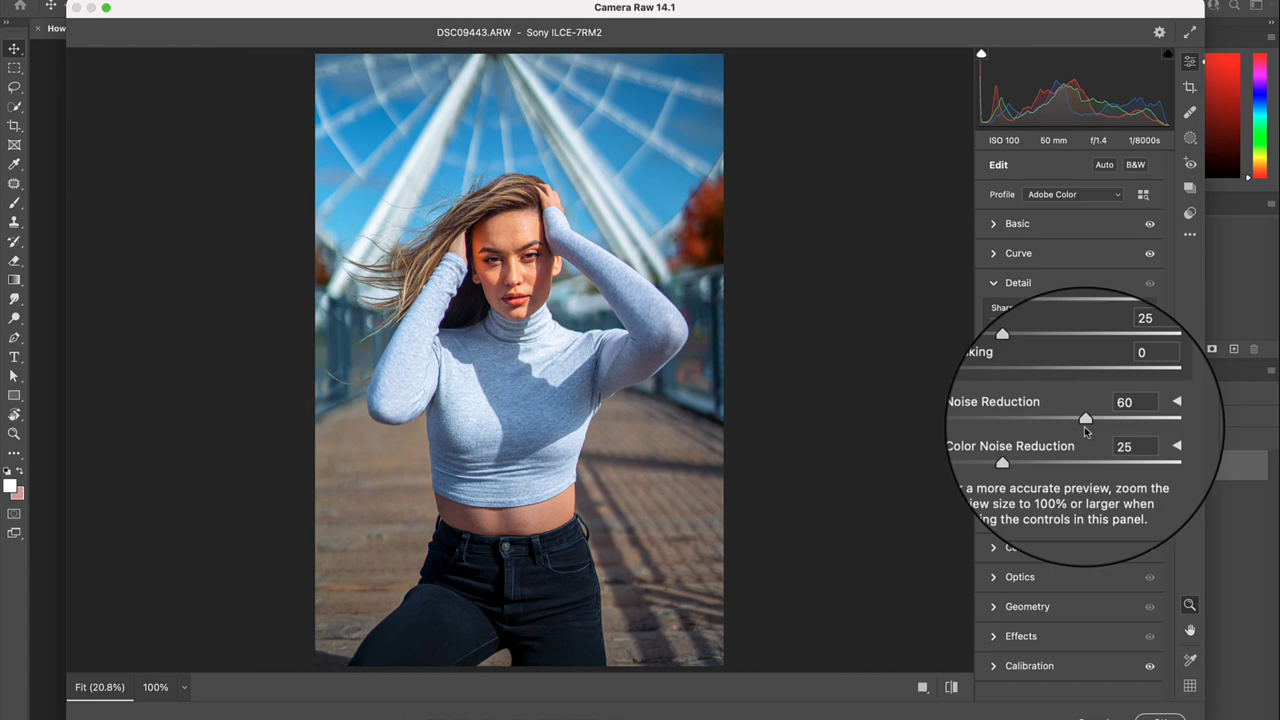 Camera Raw 14.1
How
DSC09443.ARW - Sony ILCE-7RM2
ISO 100 50 mm f/1.4 1/8000s
Edit Auto B&W
Profile Adobe Color
Basic
Curve
Detail
25
0
Noise Reduction 60
Color Noise Reduction 25
a more accurate preview, zoom the
size to 100% or larger when
the controls in this panel.
Optics
Geometry
Effects
Calibration
Fit (20.8%) 100%